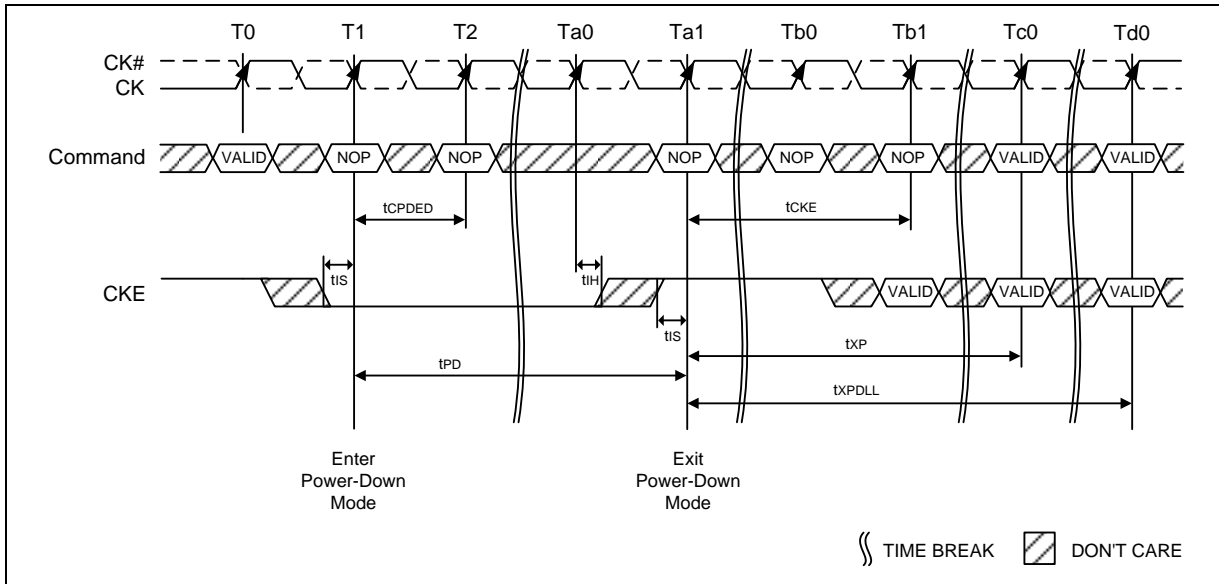 T0 T1 T2 Ta0 Ta1 Tb0 Tb1 Tc0 Td0
CK#
CK
Command VALID NOP NOP NOP NOP NOP VALID VALID
tCPDED tCKE
tIS tIH
CKE VALID VALID VALID
tIS
tXP
tPD
tXPDLL
Enter
Power-Down
Mode
Exit
Power-Down
Mode
TIME BREAK DON'T CARE